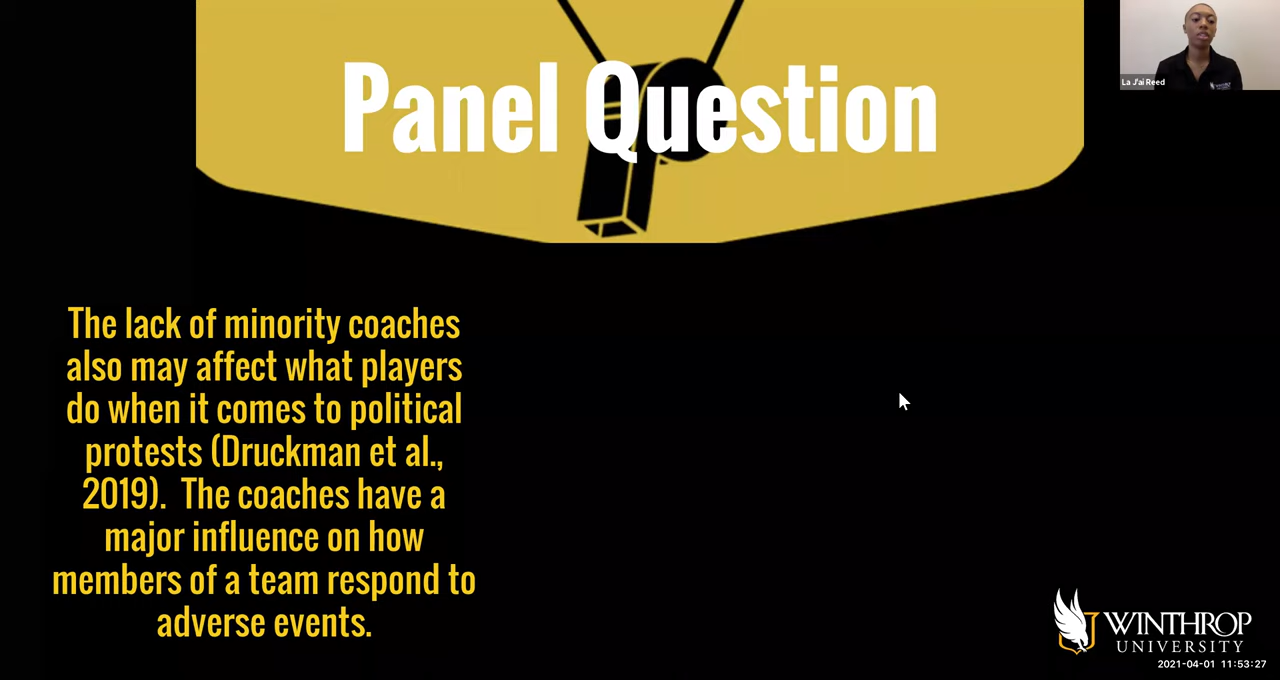 Panel Question
La J'ai Reed
The lack of minority coaches
also may affect what players
do when it comes to political
protests (Druckman et al.,
2019).  The coaches have a
major influence on how
members of a team respond to
adverse events.
WINTHROP
UNIVERSITY
2021-04-01 11:53:27